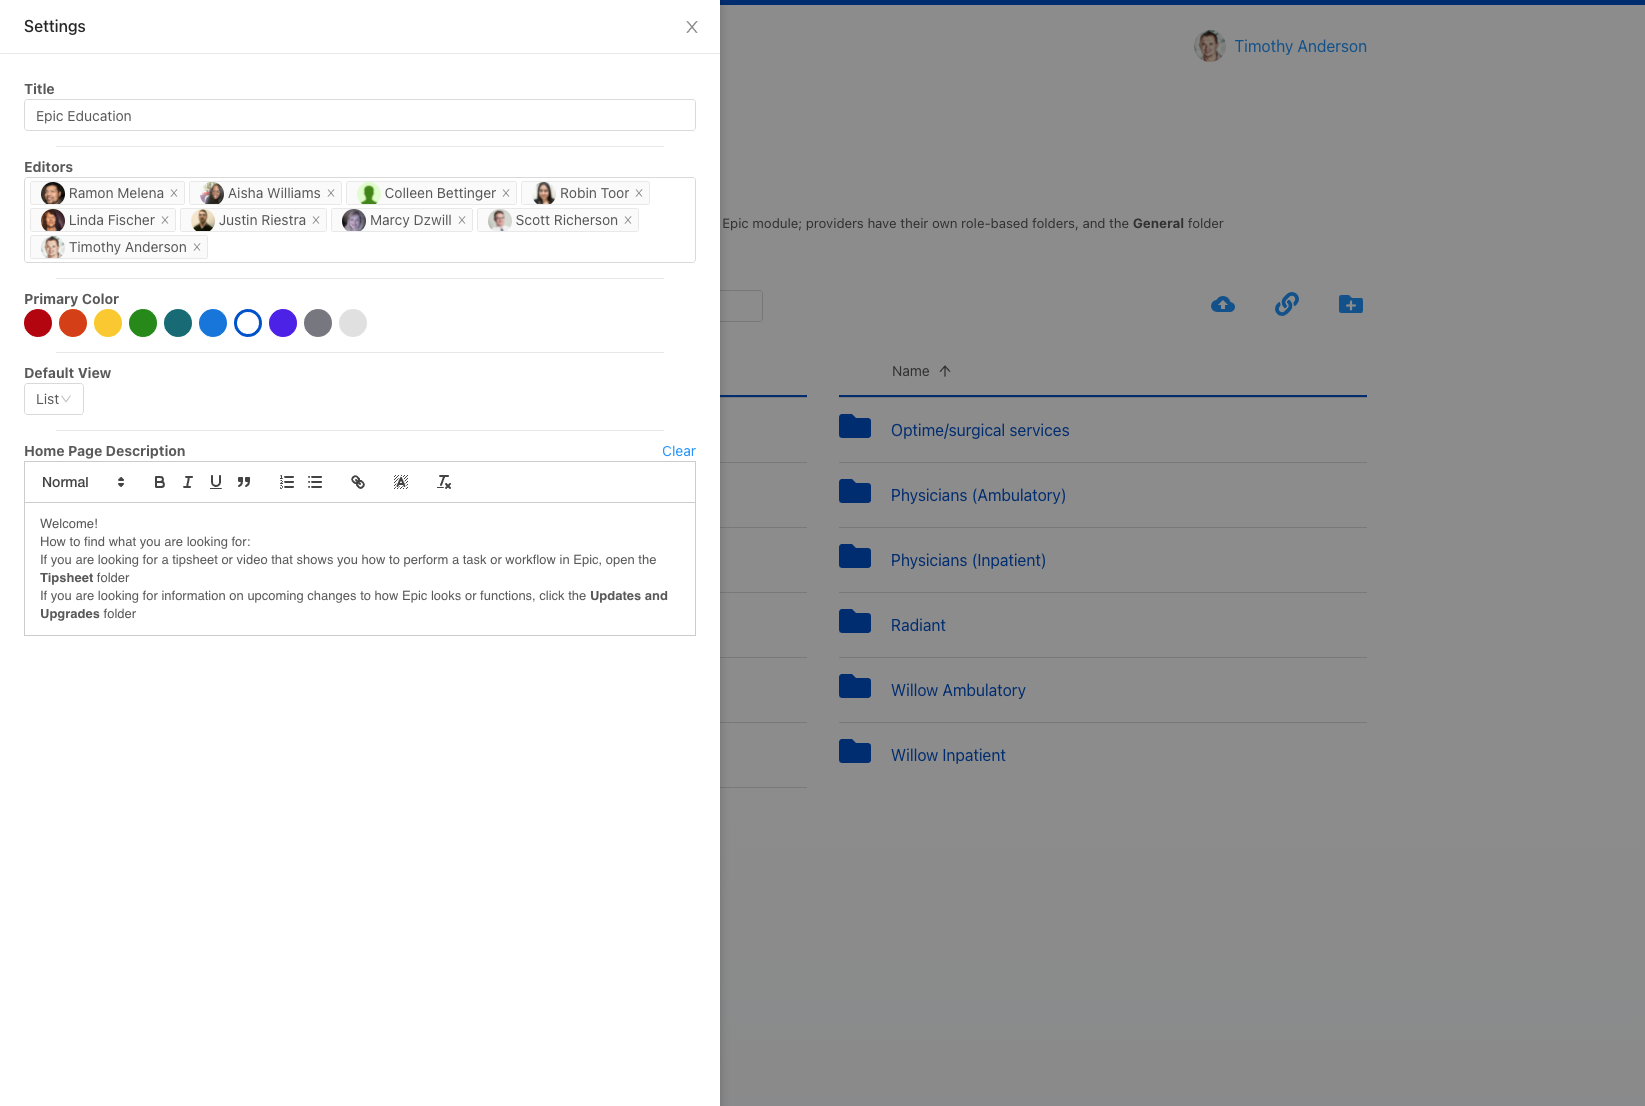 Settings
Title
Epic Education
Editors
Ramon Melena Aisha Williams Colleen Bettinger Robin Toor
Linda Fischer Justin Riestra Marcy Dzwill Scott Richerson
Timothy Anderson
Primary Color
Default View
List
Home Page Description Clear
Normal B I U
Welcome!
How to find what you are looking for:
If you are looking for a tipsheet or video that shows you how to perform a task or workflow in Epic, open the
Tipsheet folder
If you are looking for information on upcoming changes to how Epic looks or functions, click the Updates and
Upgrades folder
Timothy Anderson
Epic module; providers have their own role-based folders, and the General folder
Name
Optime/surgical services
Physicians (Ambulatory)
Physicians (Inpatient)
Radiant
Willow Ambulatory
Willow Inpatient